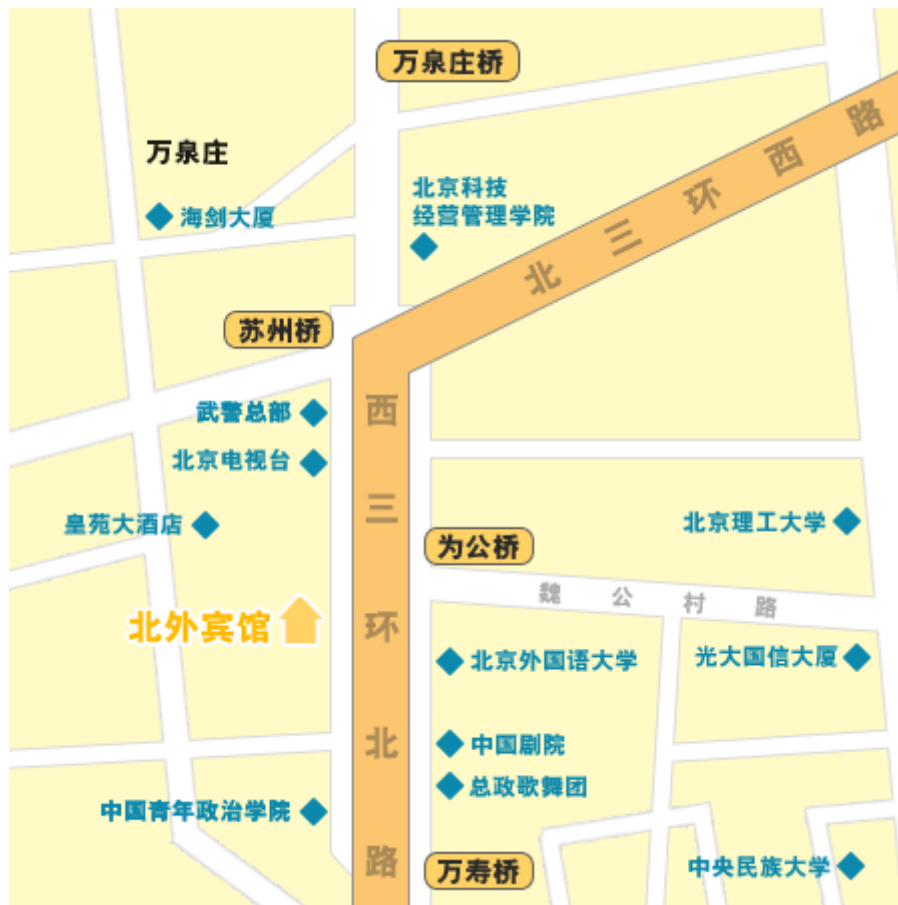 万泉庄桥
万泉庄
海剑大厦
北京科技
经营管理学院
北三环西路
苏州桥
武警总部
北京电视台
皇苑大酒店
西三环北路
为公桥
北京理工大学
魏公村路
北外宾馆
北京外国语大学
光大国信大厦
中国剧院
总政歌舞团
中国青年政治学院
万寿桥
中央民族大学